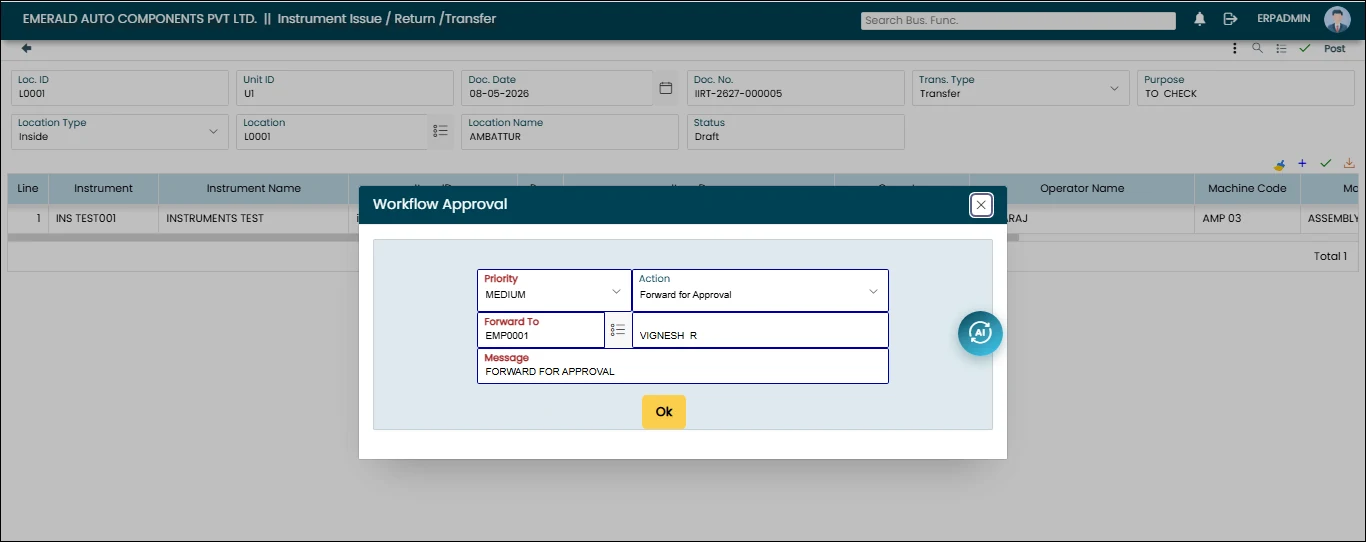 EMERALD AUTO COMPONENTS PVT LTD. || Instrument Issue / Return /Transfer
Search Bus. Func.
ERPADMIN
Post
Loc. ID
L0001
Unit ID
U1
Doc. Date
08-05-2026
Doc. No.
IIRT-2627-000005
Trans. Type
Transfer
Purpose
TO CHECK
Location Type
Inside
Location
L0001
Location Name
AMBATTUR
Status
Draft
Line Instrument Instrument Name Operator Name Machine Code Ma
1 INS TEST001 INSTRUMENTS TEST RAJ AMP 03 ASSEMBLY
Total 1
Workflow Approval
Priority
MEDIUM
Action
Forward for Approval
Forward To
EMP0001
VIGNESH R
Message
FORWARD FOR APPROVAL
Ok
AI